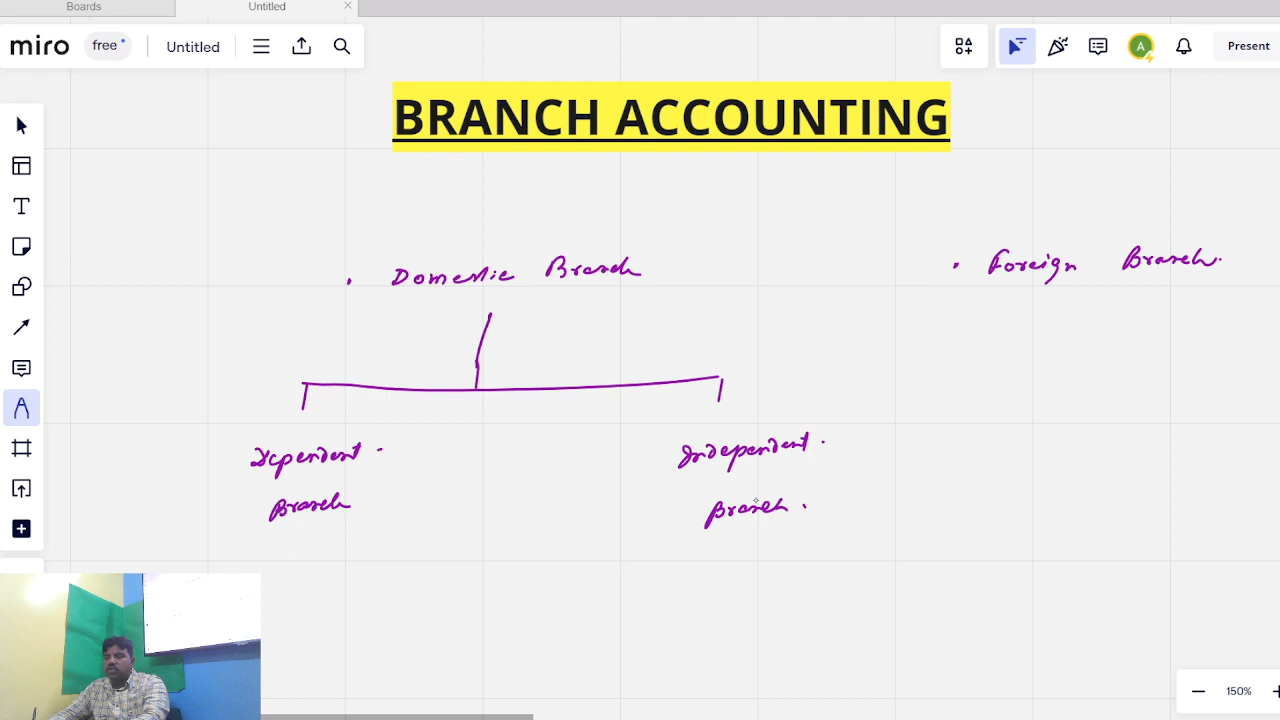 Boards
Untitled
miro
free
Untitled
A
Present
BRANCH ACCOUNTING
• Domestic Branch
• Foreign Branch.
Dependent
Branch
Independent
Branch.
150%